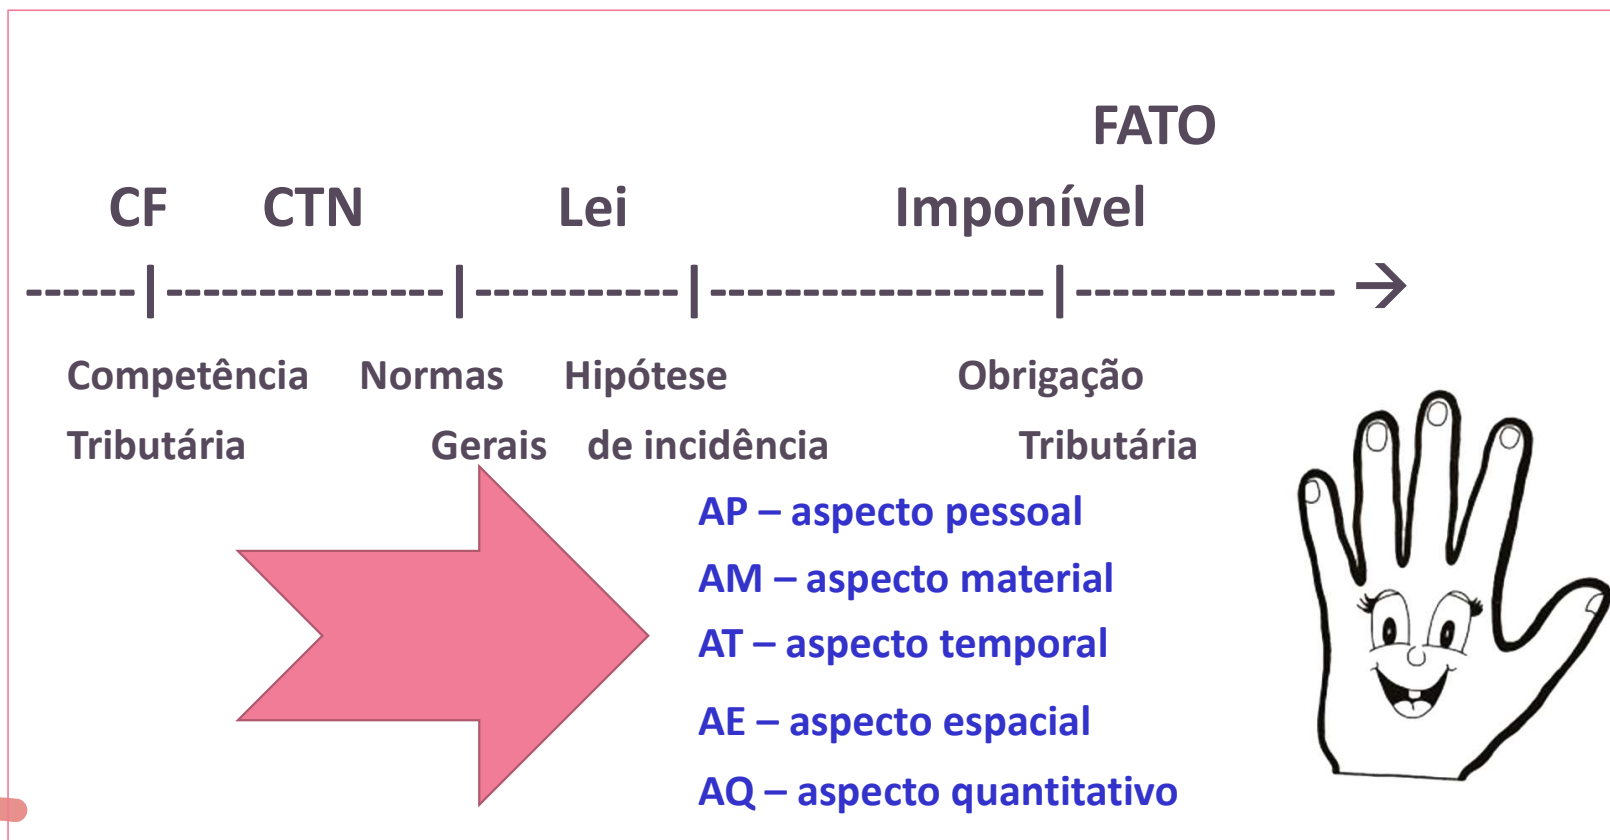 FATO
CF CTN Lei Imponível
------|---------------|-----------|------------------|-------------- →
Competência Normas Hipótese Obrigação
Tributária Gerais de incidência Tributária
AP – aspecto pessoal
AM – aspecto material
AT – aspecto temporal
AE – aspecto espacial
AQ – aspecto quantitativo